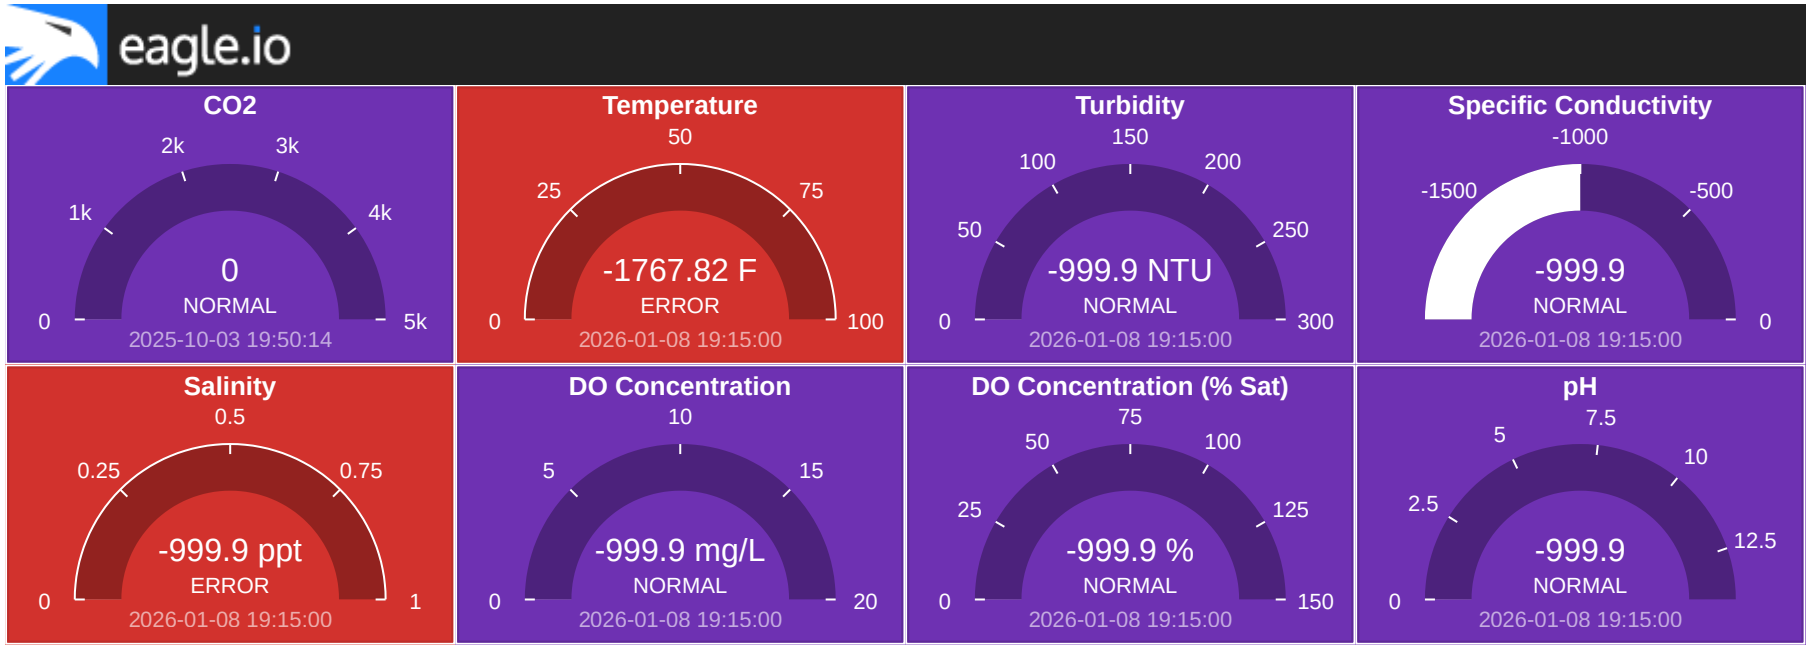 eagle.io
CO2
0
1k
2k
3k
4k
5k
0
NORMAL
2025-10-03 19:50:14
Temperature
0
25
50
75
100
-1767.82 F
ERROR
2026-01-08 19:15:00
Turbidity
0
50
100
150
200
250
300
-999.9 NTU
NORMAL
2026-01-08 19:15:00
Specific Conductivity
-1500
-1000
-500
0
-999.9
NORMAL
2026-01-08 19:15:00
Salinity
0
0.25
0.5
0.75
1
-999.9 ppt
ERROR
2026-01-08 19:15:00
DO Concentration
0
5
10
15
20
-999.9 mg/L
NORMAL
2026-01-08 19:15:00
DO Concentration (% Sat)
0
25
50
75
100
125
150
-999.9 %
NORMAL
2026-01-08 19:15:00
pH
0
2.5
5
7.5
10
12.5
-999.9
NORMAL
2026-01-08 19:15:00